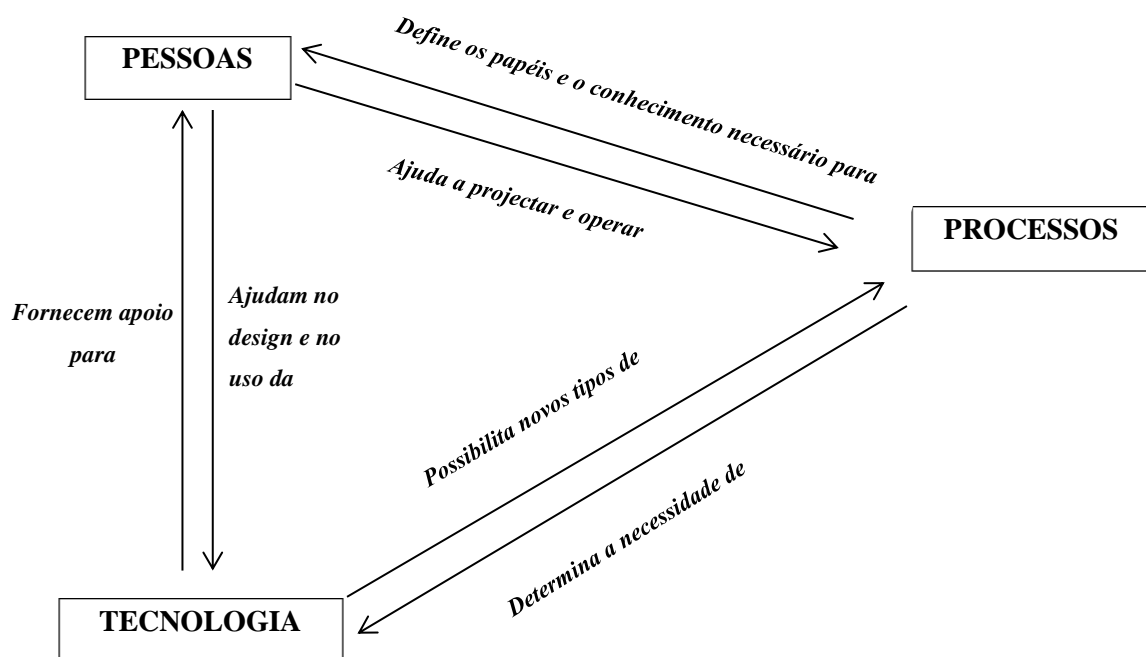 PESSOAS
Define os papéis e o conhecimento necessário para
Ajuda a projectar e operar
PROCESSOS
Fornecem apoio
para
Ajudam no
design e no
uso da
Possibilita novos tipos de
Determina a necessidade de
TECNOLOGIA